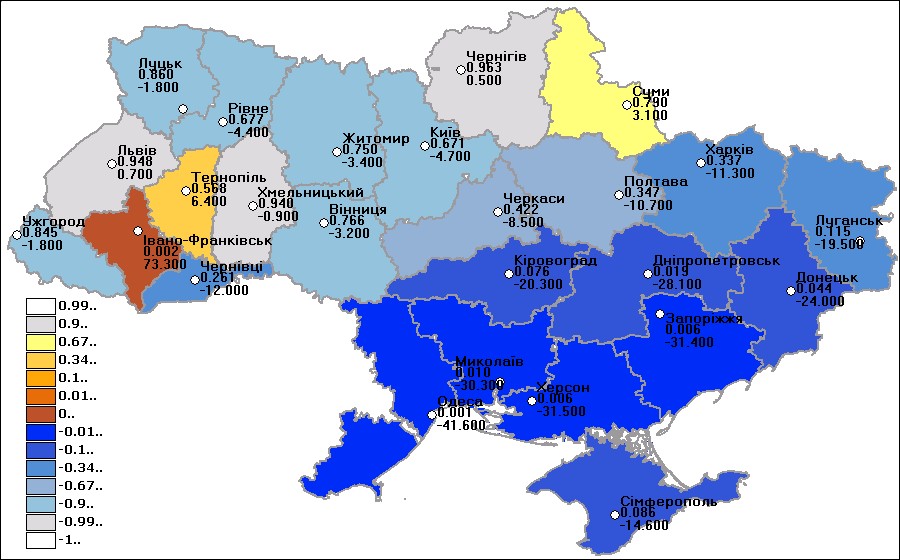 Чернігів
0.963
0.500
Луцьк
0.860
-1.800
Суми
0.790
3.100
Рівне
0.677
-4.400
Житомир
0.750
-3.400
Київ
0.671
-4.700
Харків
0.337
-11.300
Львів
0.948
0.700
Тернопіль
0.568
6.400
Хмельницький
0.940
-0.900
Вінниця
0.766
-3.200
Полтава
0.347
-10.700
Черкаси
0.422
-8.500
Ужгород
0.845
-1.800
Івано-Франківськ
0.002
73.300
Луганськ
0.115
-19.500
Чернівці
0.261
-12.000
Кіровоград
0.076
-20.300
Дніпропетровськ
0.019
-28.100
Донецьк
0.044
-24.000
Запоріжжя
0.006
-31.400
Миколаїв
0.010
-30.300
Херсон
0.006
-31.500
Одеса
0.001
-41.600
Сімферополь
0.086
-14.600
0.99..
0.9..
0.67..
0.34..
0.1..
0.01..
0..
-0.01..
-0.1..
-0.34..
-0.67..
-0.9..
-0.99..
-1..